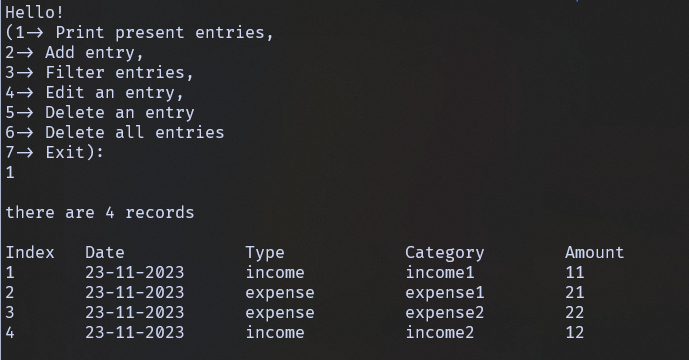 Hello!
(1-> Print present entries,
2-> Add entry,
3-> Filter entries,
4-> Edit an entry,
5-> Delete an entry
6-> Delete all entries
7-> Exit):
1
there are 4 records
Index Date Type Category Amount
1 23-11-2023 income income1 11
2 23-11-2023 expense expense1 21
3 23-11-2023 expense expense2 22
4 23-11-2023 income income2 12